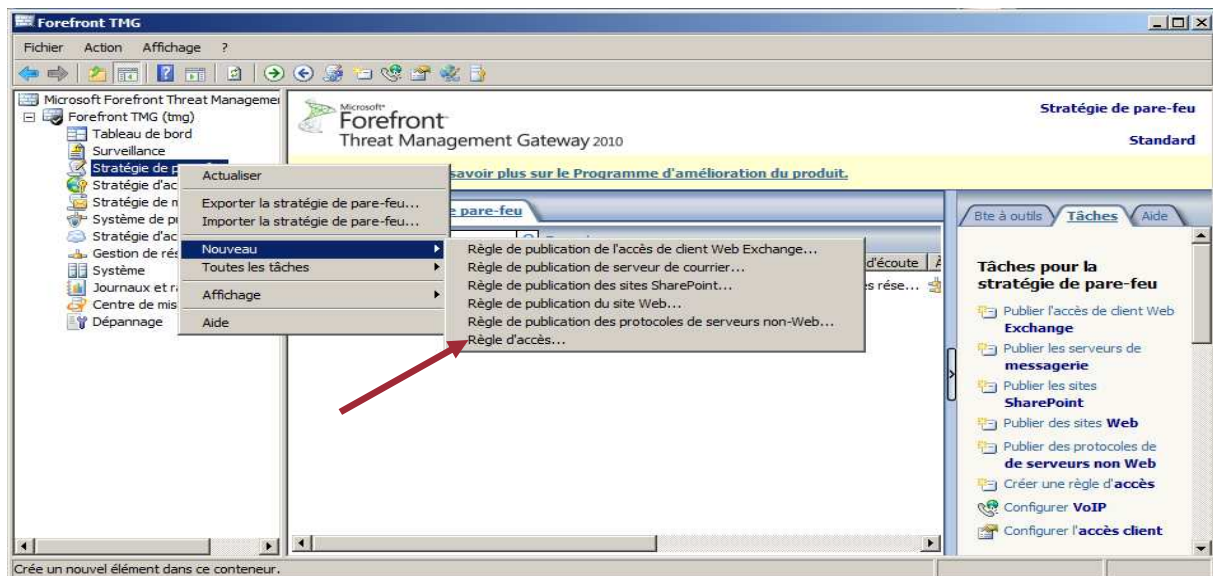 Forefront TMG
Fichier Action Affichage ?
Microsoft Forefront Threat Manageme
Forefront TMG (tmg)
Tableau de bord
Surveillance
Stratégie de p
Stratégie d'ac
Stratégie de
Système de
Stratégie d'ac
Gestion de rés
Système
Journaux et r
Centre de mis
Dépannage
Actualiser
Exporter la stratégie de pare-feu...
Importer la stratégie de pare-feu...
Nouveau
Toutes les tâches
Affichage
Aide
Microsoft
Forefront
Threat Management Gateway 2010
Stratégie de pare-feu
Standard
savoir plus sur le Programme d'amélioration du produit.
pare-feu
Règle de publication de l'accès de client Web Exchange...
Règle de publication de serveur de courrier...
Règle de publication des sites SharePoint...
Règle de publication du site Web...
Règle de publication des protocoles de serveurs non-Web...
Règle d'accès...
d'écoute
s rése...
Bte à outils Tâches Aide
Tâches pour la
stratégie de pare-feu
Publier l'accès de client Web
Exchange
Publier les serveurs de
messagerie
Publier les sites
SharePoint
Publier des sites Web
Publier des protocoles de
de serveurs non Web
Créer une règle d'accès
Configurer VoIP
Configurer l'accès client
Crée un nouvel élément dans ce conteneur.